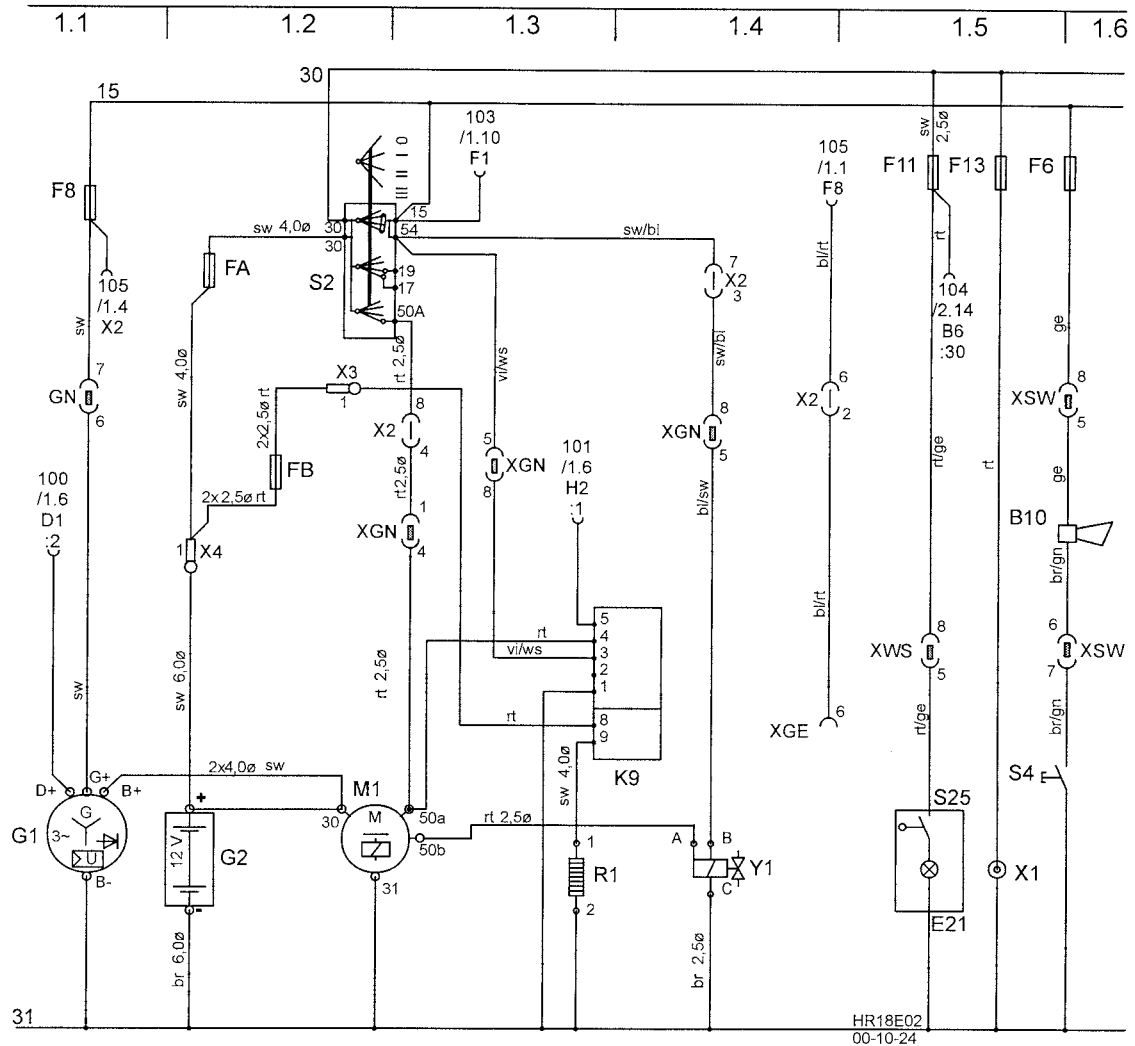 1.1 1.2 1.3 1.4 1.5 1.6
30
15
103
/1.10
F1
105
/1.1
F8
F8
III II I 0
F11 F13 F6
sw
2,5ø
15
30
30
54
sw 4,0ø
sw/bl
FA
S2
19
17
50A
7
X2
3
bl/rt
rt
105
/1.4
X2
104
/2.14
B6
:30
sw
sw 4,0ø
rt 2,5ø
vi/ws
sw/bl
ge
7
GN
6
X3
1
8
X2
4
6
X2
2
8
XSW
5
2x2,5ø rt
FB
5
XGN
8
8
XGN
5
rt/ge
rt
ge
100
/1.6
D1
:2
2x2,5ø rt
rt2,5ø
101
/1.6
H2
:1
1
XGN
4
B10
1
X4
bl/sw
bl/rt
br/gn
sw
sw 6,0ø
rt 2,5ø
rt
vi/ws
5
4
3
2
1
8
9
rt
K9
8
XWS
5
6
XSW
7
XGE
6
rt/ge
br/gn
sw 4,0ø
2x4,0ø sw
D+ G+ B+
G1
G
3~
U
B-
+
12 V
G2
-
M1
M
30
50a
50b
31
rt 2,5ø
1
R1
2
A B
Y1
C
S4
S25
E21
X1
br 6,0ø
br 2,5ø
31
HR18E02
00-10-24